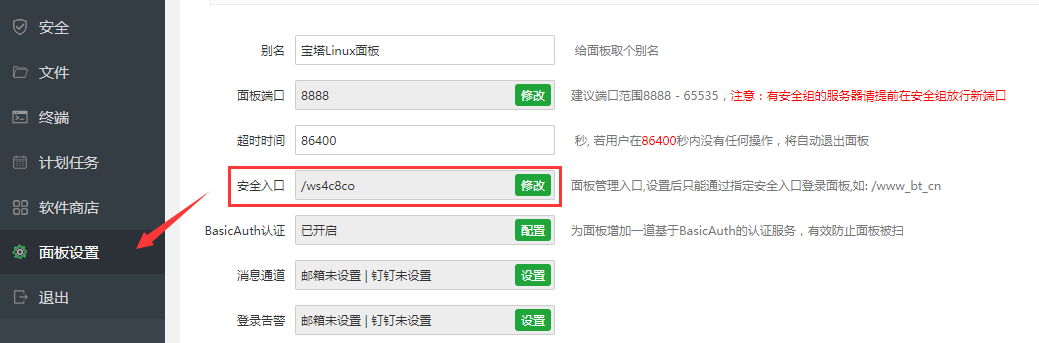 安全
文件
终端
计划任务
软件商店
面板设置
退出
别名 宝塔Linux面板 给面板取个别名
面板端口 8888 修改 建议端口范围8888 - 65535，注意：有安全组的服务器请提前在安全组放行新端口
超时时间 86400 秒, 若用户在86400秒内没有任何操作，将自动退出面板
安全入口 /ws4c8co 修改 面板管理入口,设置后只能通过指定安全入口登录面板,如: /www_bt_cn
BasicAuth认证 已开启 配置 为面板增加一道基于BasicAuth的认证服务，有效防止面板被扫
消息通道 邮箱未设置 | 钉钉未设置 设置
登录告警 邮箱未设置 | 钉钉未设置 设置